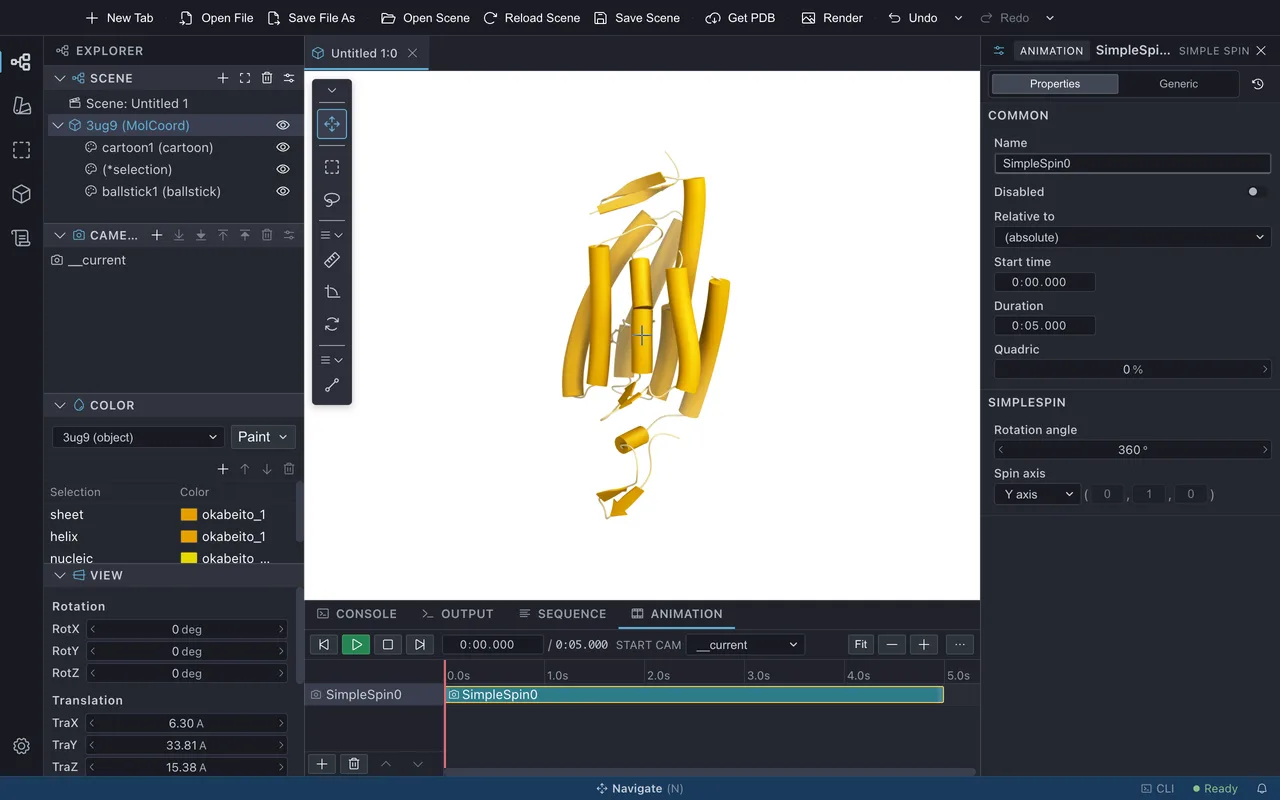 New Tab
Open File
Save File As
Open Scene
Reload Scene
Save Scene
Get PDB
Render
Undo
Redo
EXPLORER
SCENE
Scene: Untitled 1
3ug9 (MolCoord)
cartoon1 (cartoon)
(*selection)
ballstick1 (ballstick)
CAME...
__current
COLOR
3ug9 (object)
Paint
Selection Color
sheet okabeito_1
helix okabeito_1
nucleic okabeito_...
VIEW
Rotation
RotX 0 deg
RotY 0 deg
RotZ 0 deg
Translation
TraX 6.30 A
TraY 33.81 A
TraZ 15.38 A
Untitled 1:0
CONSOLE
OUTPUT
SEQUENCE
ANIMATION
0:00.000 / 0:05.000 START CAM __current
Fit
0.0s 1.0s 2.0s 3.0s 4.0s 5.0s
SimpleSpin0
SimpleSpin0
ANIMATION SimpleSpi... SIMPLE SPIN
Properties
Generic
COMMON
Name
SimpleSpin0
Disabled
Relative to
(absolute)
Start time
0:00.000
Duration
0:05.000
Quadric
0 %
SIMPLESPIN
Rotation angle
360 °
Spin axis
Y axis ( 0 , 1 , 0 )
Navigate (N)
CLI
Ready